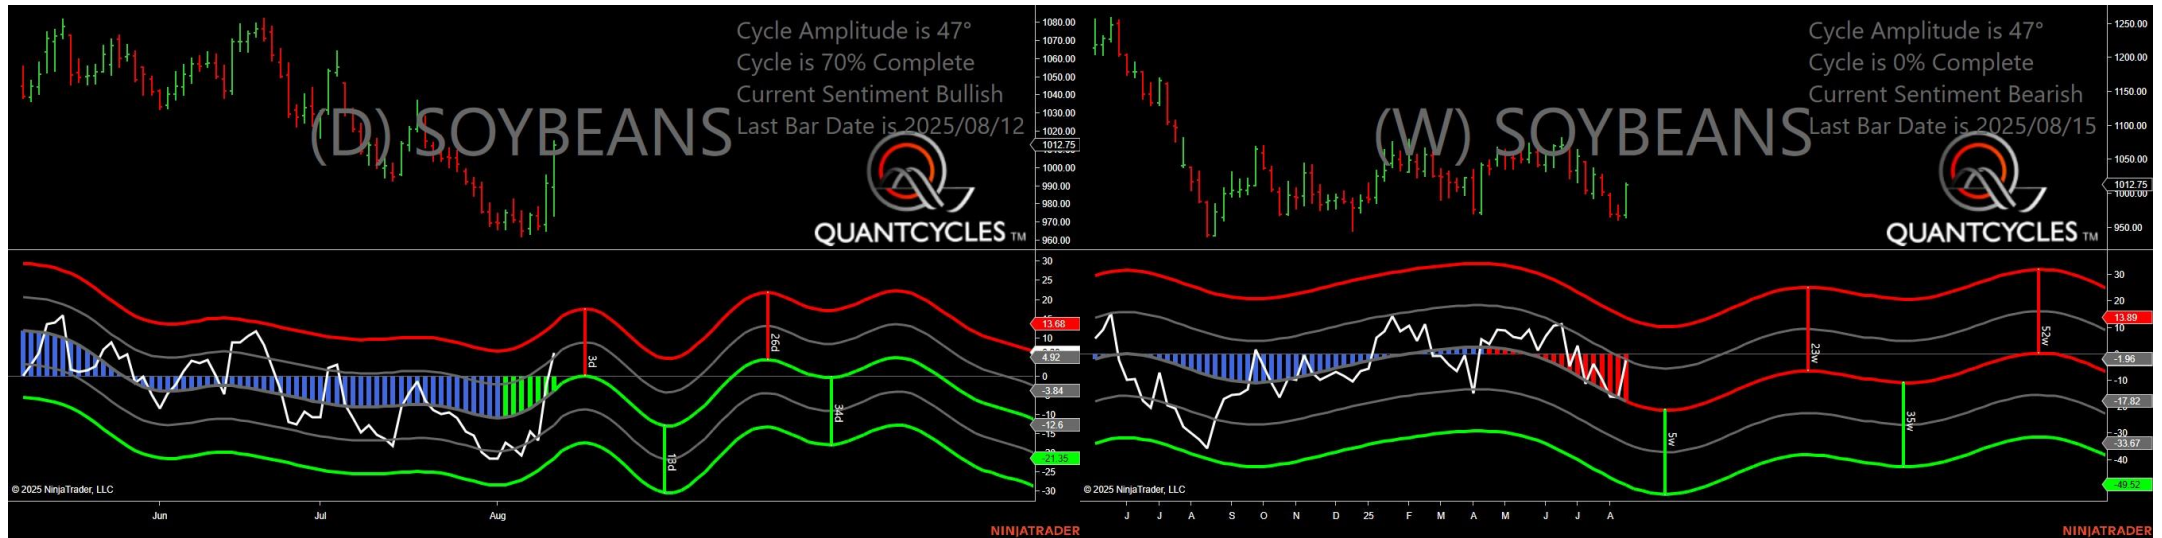 Cycle Amplitude is 47°
Cycle is 70% Complete
Current Sentiment Bullish
Last Bar Date is 2025/08/12
(D) SOYBEANS
QUANTCYCLES TM
1080.00
1070.00
1060.00
1050.00
1040.00
1030.00
1020.00
1012.75
1000.00
990.00
980.00
970.00
960.00
30
25
20
13.68
10
4.92
0
-3.84
-10
-12.6
-15
-21.35
-25
-30
3d
13d
26d
34d
© 2025 NinjaTrader, LLC
Jun
Jul
Aug
NINJATRADER
Cycle Amplitude is 47°
Cycle is 0% Complete
Current Sentiment Bearish
Last Bar Date is 2025/08/15
(W) SOYBEANS
QUANTCYCLES TM
1250.00
1200.00
1150.00
1100.00
1050.00
1012.75
1000.00
950.00
30
20
13.89
10
-1.96
-10
-17.82
-30
-33.67
-40
-49.52
5w
23w
35w
52w
© 2025 NinjaTrader, LLC
J J A S O N D 25 F M A M J J A
NINJATRADER